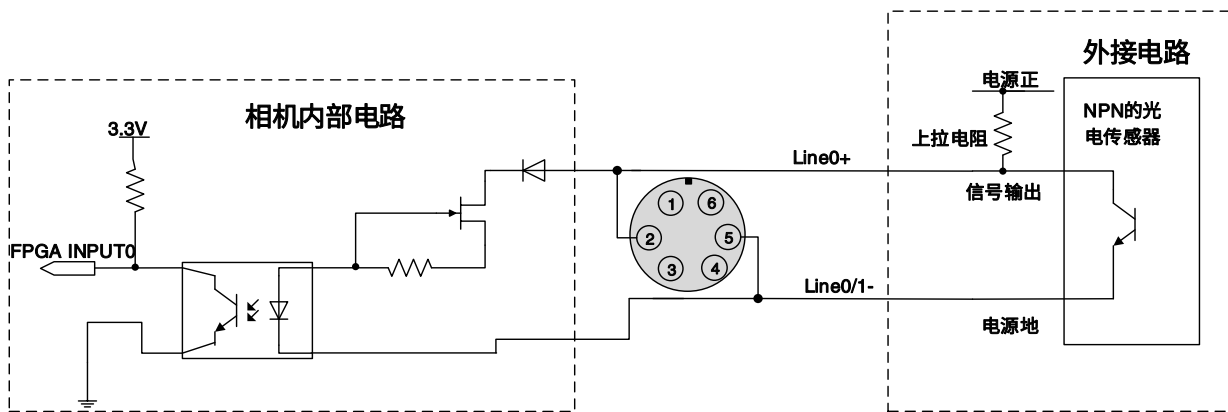 外接电路
电源正
相机内部电路
NPN的光
电传感器
3.3V
上拉电阻
Line0+
信号输出
1
6
2
5
3
4
FPGA INPUT0
Line0/1-
电源地